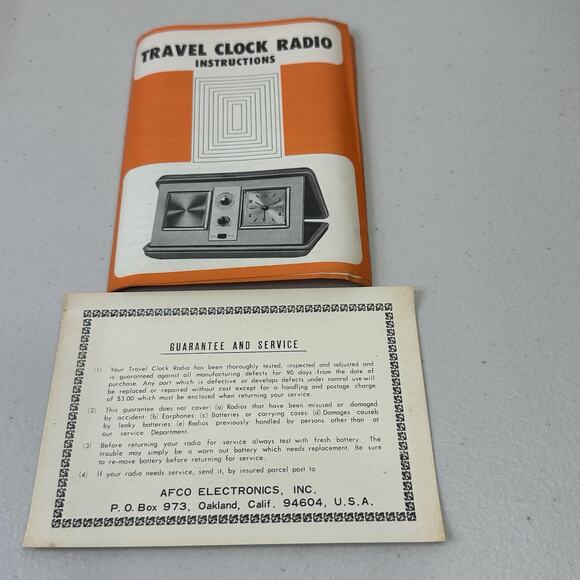 TRAVEL CLOCK RADIO
INSTRUCTIONS
GUARANTEE AND SERVICE
(1) Your Travel Clock Radio has been thoroughly tested, inspected and adjusted and
is guaranteed against all manufacturing defects for 90 days from the date of
purchase. Any part which is defective or develops defects under nomral use will
be replaced or repaired without cost except for a handljng and postage charge
of $3.00 which must be enclosed when returning your service.
(2) This guarantee does not cover: (a) Radios that have been misused or damaged
by accident: (b) Earphones: (c) Batteries or carrying cases: (d) Damages causeb
by leaky batteries: (e) Radios previously handled by persons other than at
our service Department.
(3) Before returning your radio for service always test with fresh battery. The
trouble may simply be a worn out battery which needs replacement. Be sure
to remove battery before returning for service.
(4) If your radio needs service, send it, by insured parcel post to
AFCO ELECTRONICS, INC.
P. O. Box 973, Oakland, Calif. 94604, U.S.A.